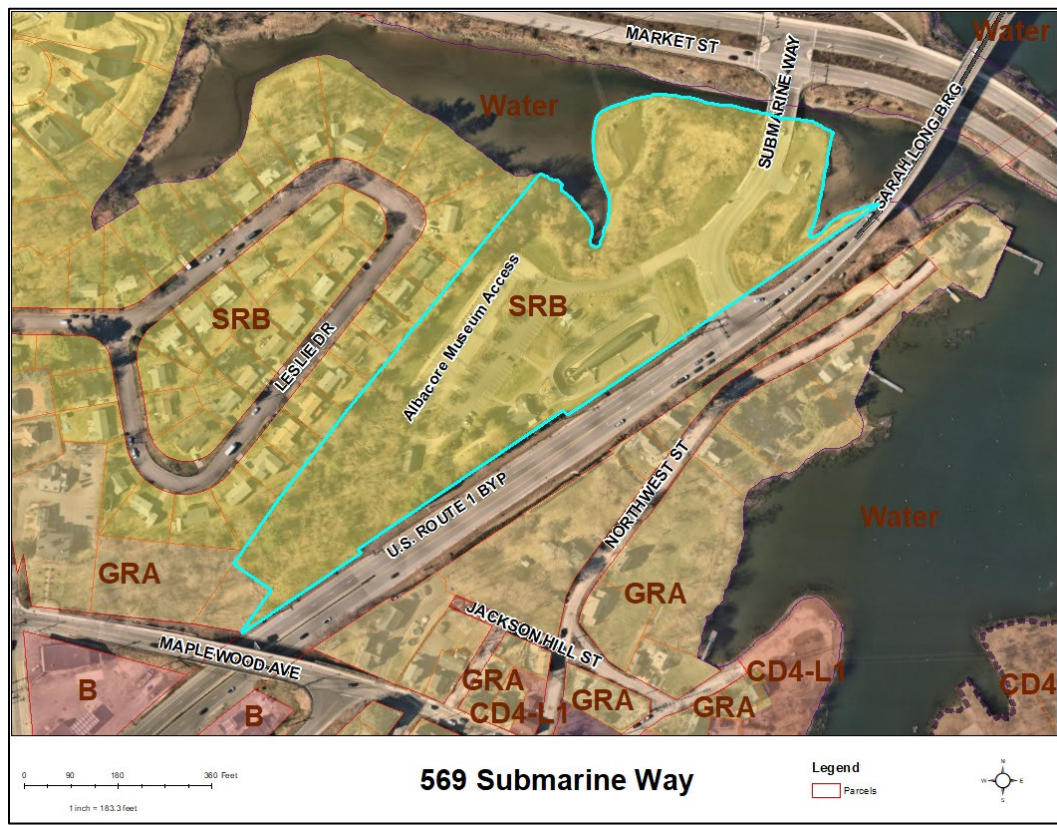 MARKET ST
Water
SUBMARINE WAY
Water
SARAH LONG BRG
Albacore Museum Access
SRB
SRB
LESLIE DR
U.S. ROUTE 1 BYP
NORTHWEST ST
Water
GRA
GRA
JACKSON HILL ST
MAPLEWOOD AVE
CD4-L1
GRA
CD4
B
B
CD4-L1
GRA
GRA
0 90 180 360 Feet
1 inch = 183.3 feet
569 Submarine Way
Legend
Parcels
N
W E
S